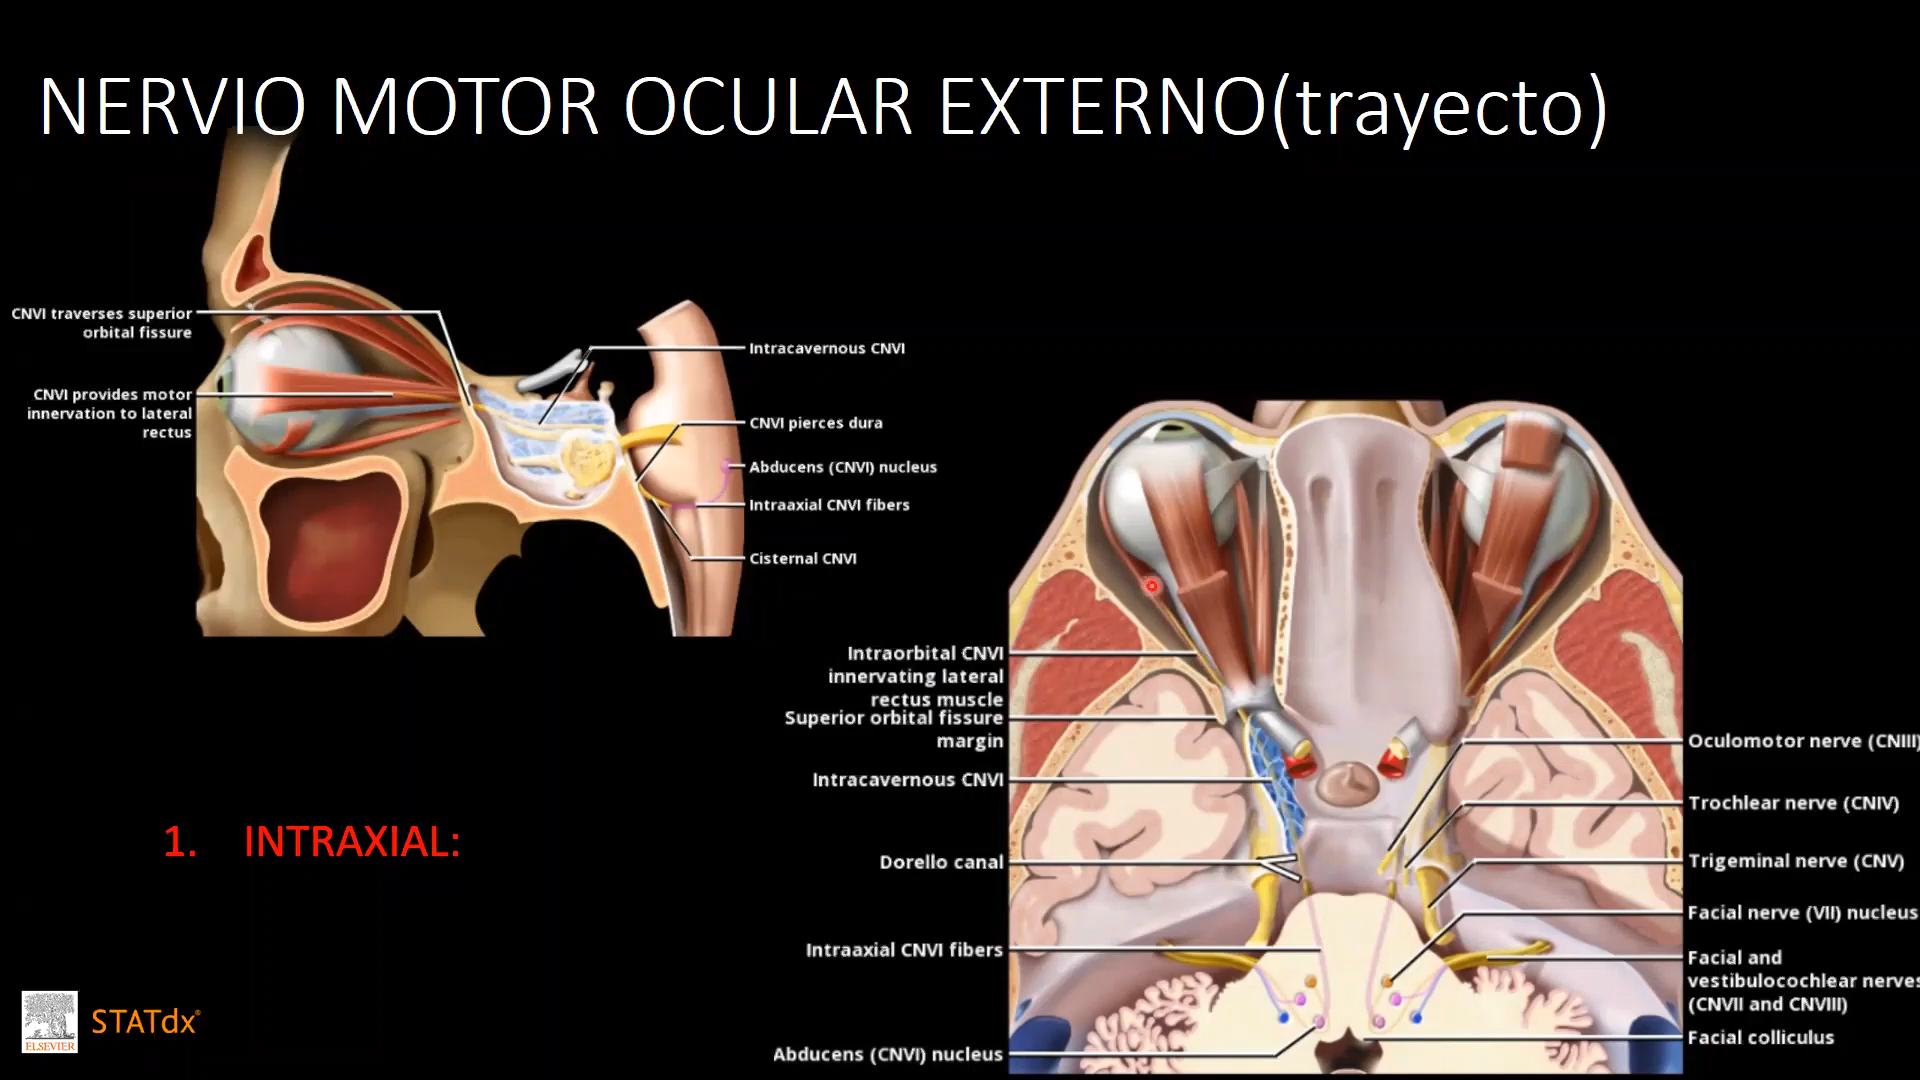 NERVIO MOTOR OCULAR EXTERNO(trayecto)
CNVI traverses superior
orbital fissure
CNVI provides motor
innervation to lateral
rectus
Intracavernous CNVI
CNVI pierces dura
Abducens (CNVI) nucleus
Intraaxial CNVI fibers
Cisternal CNVI
1. INTRAXIAL:
Intraorbital CNVI
innervating lateral
rectus muscle
Superior orbital fissure
margin
Intracavernous CNVI
Dorello canal
Intraaxial CNVI fibers
Abducens (CNVI) nucleus
Oculomotor nerve (CNIII)
Trochlear nerve (CNIV)
Trigeminal nerve (CNV)
Facial nerve (VII) nucleus
Facial and
vestibulocochlear nerves
(CNVII and CNVIII)
Facial colliculus
ELSEVIER
STATdx®